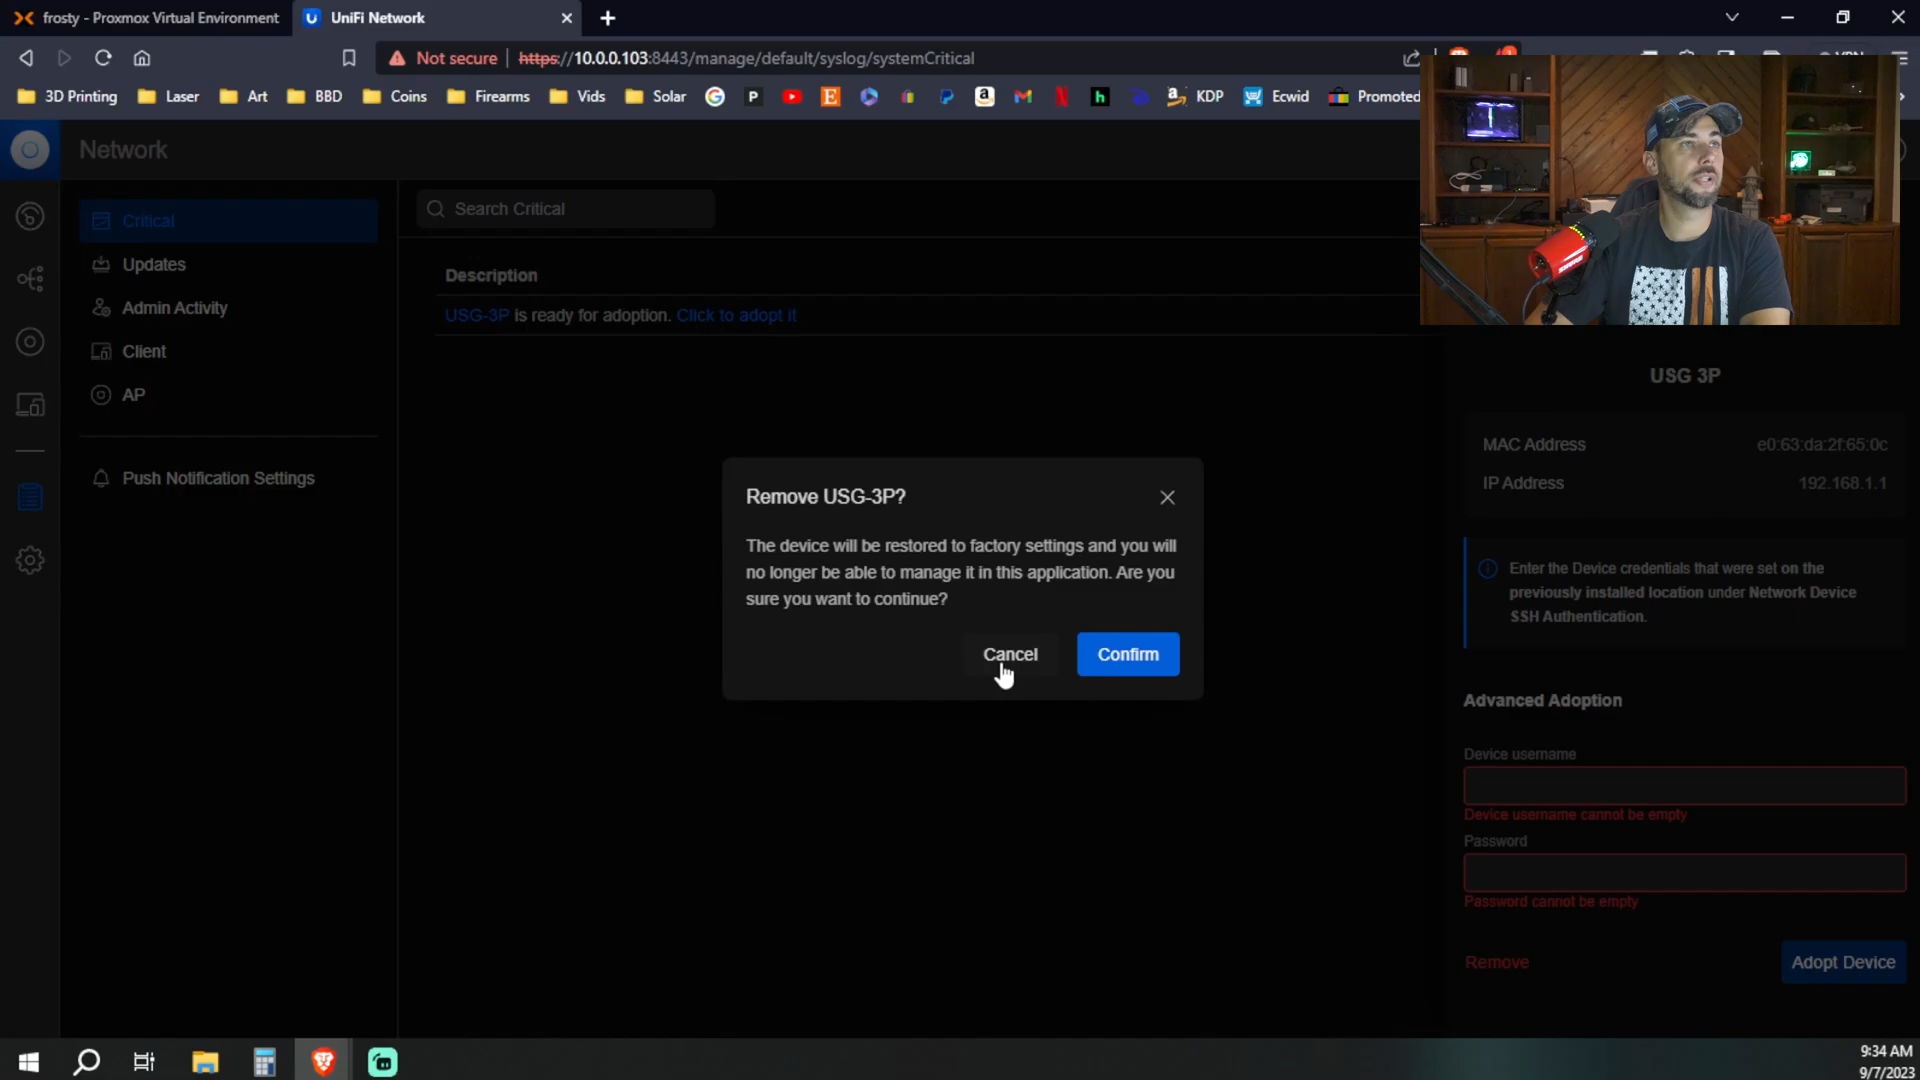 frosty - Proxmox Virtual Environment
UniFi Network
Not secure
https://10.0.0.103:8443/manage/default/syslog/systemCritical
3D Printing
Laser
Art
BBD
Coins
Firearms
Vids
Solar
KDP
Ecwid
Promoted
Network
Critical
Updates
Admin Activity
Client
AP
Push Notification Settings
Search Critical
Description
USG-3P is ready for adoption. Click to adopt it
Remove USG-3P?
The device will be restored to factory settings and you will
no longer be able to manage it in this application. Are you
sure you want to continue?
Cancel
Confirm
USG 3P
MAC Address e0:63:da:2f:65:0c
IP Address 192.168.1.1
Enter the Device credentials that were set on the
previously installed location under Network Device
SSH Authentication.
Advanced Adoption
Device username
Device username cannot be empty
Password
Password cannot be empty
Remove
Adopt Device
9:34 AM
9/7/2023